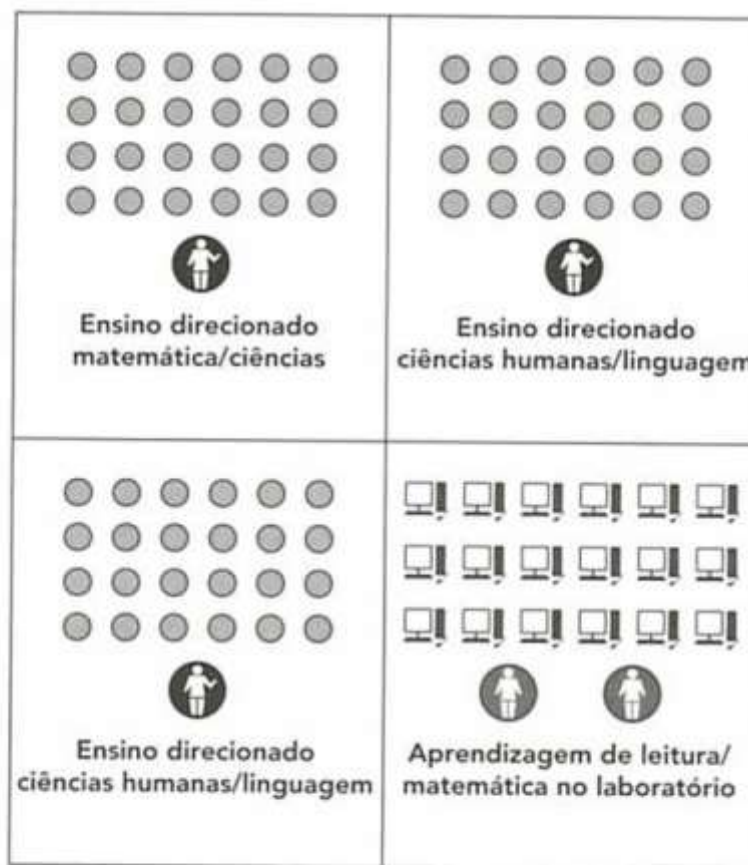 Ensino direcionado
matemática/ciências
Ensino direcionado
ciências humanas/linguagem
Ensino direcionado
ciências humanas/linguagem
Aprendizagem de leitura/
matemática no laboratório